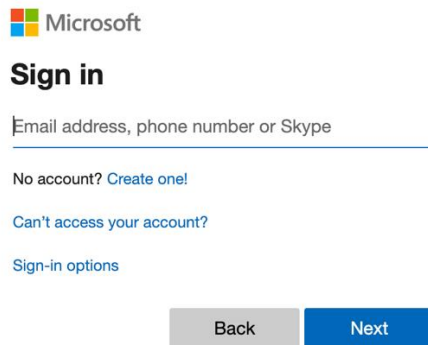 Microsoft
Sign in
Email address, phone number or Skype
No account? Create one!
Can't access your account?
Sign-in options
Back Next